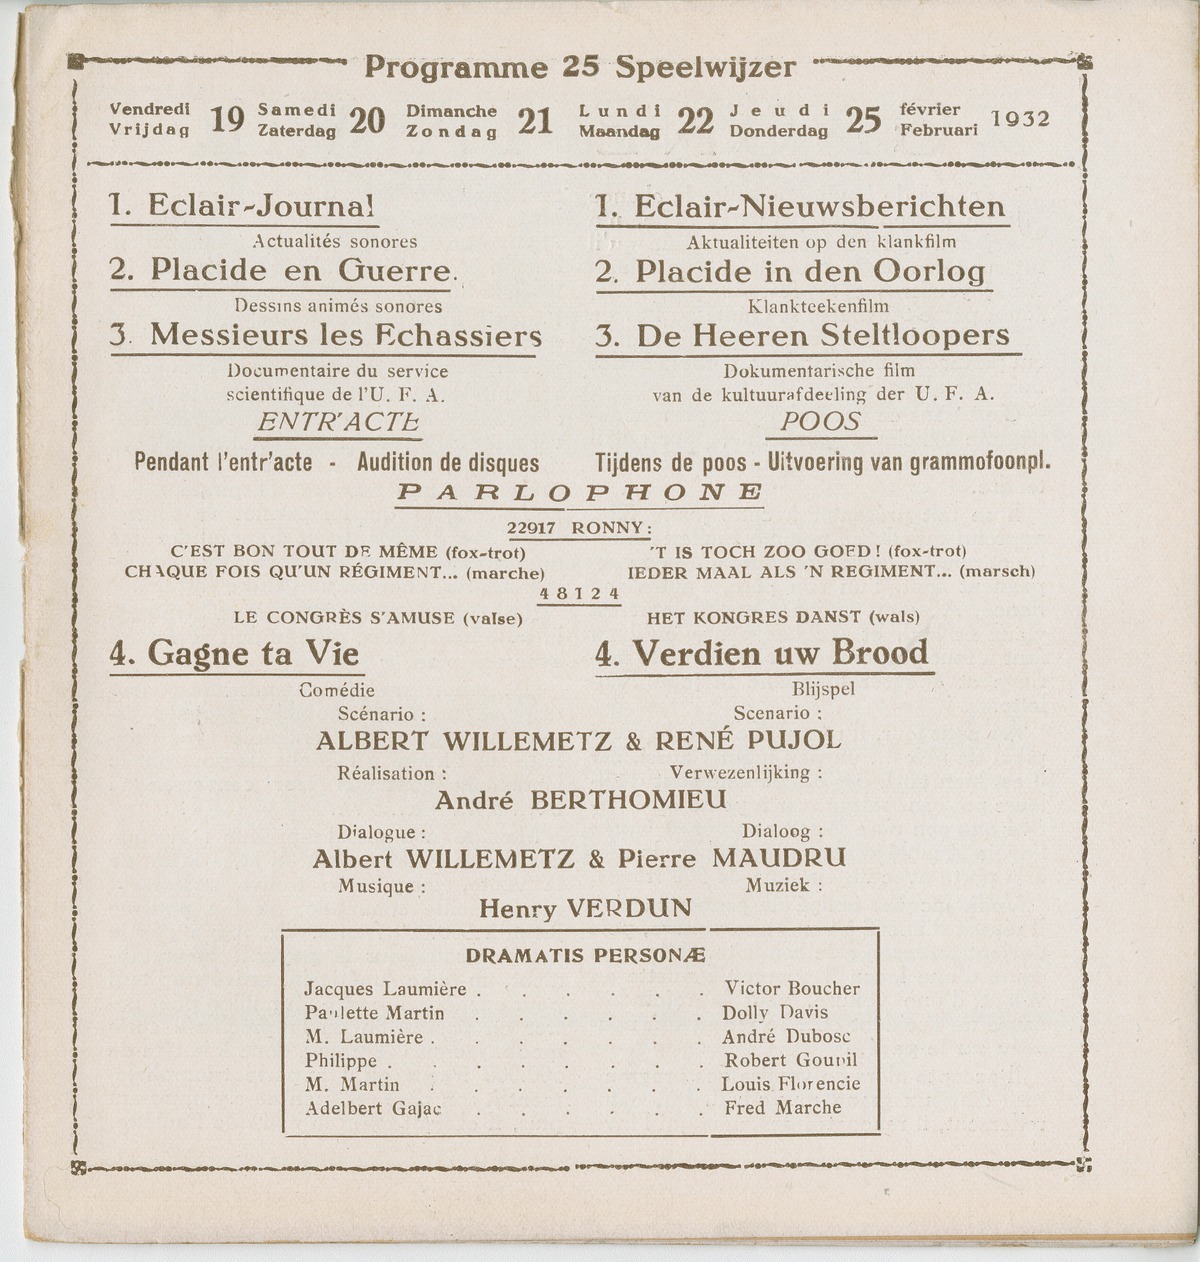 Programme 25 Speelwijzer
Vendredi 19 Samedi 20 Dimanche 21 Lundi 22 Jeudi 25 février 1932
Vrijdag Zaterdag Zondag Maandag Donderdag Februari
1. Eclair-Journal
Actualités sonores
2. Placide en Guerre.
Dessins animés sonores
3. Messieurs les Echassiers
Documentaire du service
scientifique de l'U. F. A.
ENTR'ACTE
Pendant l'entr'acte - Audition de disques
1. Eclair-Nieuwsberichten
Aktualiteiten op den klankfilm
2. Placide in den Oorlog
Klankteekenfilm
3. De Heeren Steltloopers
Dokumentarische film
van de kultuurafdeeling der U. F. A.
POOS
Tijdens de poos - Uitvoering van grammofoonpl.
PARLOPHONE
22917 RONNY:
C'EST BON TOUT DE MÊME (fox-trot) 'T IS TOCH ZOO GOED! (fox-trot)
CHAQUE FOIS QU'UN RÉGIMENT... (marche) IEDER MAAL ALS 'N REGIMENT... (marsch)
48124
LE CONGRÈS S'AMUSE (valse) HET KONGRES DANST (wals)
4. Gagne ta Vie 4. Verdien uw Brood
Comédie Blijspel
Scénario : Scenario :
ALBERT WILLEMETZ & RENÉ PUJOL
Réalisation : Verwezenlijking :
André BERTHOMIEU
Dialogue : Dialoog :
Albert WILLEMETZ & Pierre MAUDRU
Musique : Muziek :
Henry VERDUN
DRAMATIS PERSONÆ
Jacques Laumière . . . . . . Victor Boucher
Paulette Martin . . . . . . Dolly Davis
M. Laumière . . . . . . . André Dubosc
Philippe . . . . . . . Robert Goupil
M. Martin . . . . . . . Louis Florencie
Adelbert Gajac . . . . . . Fred Marche